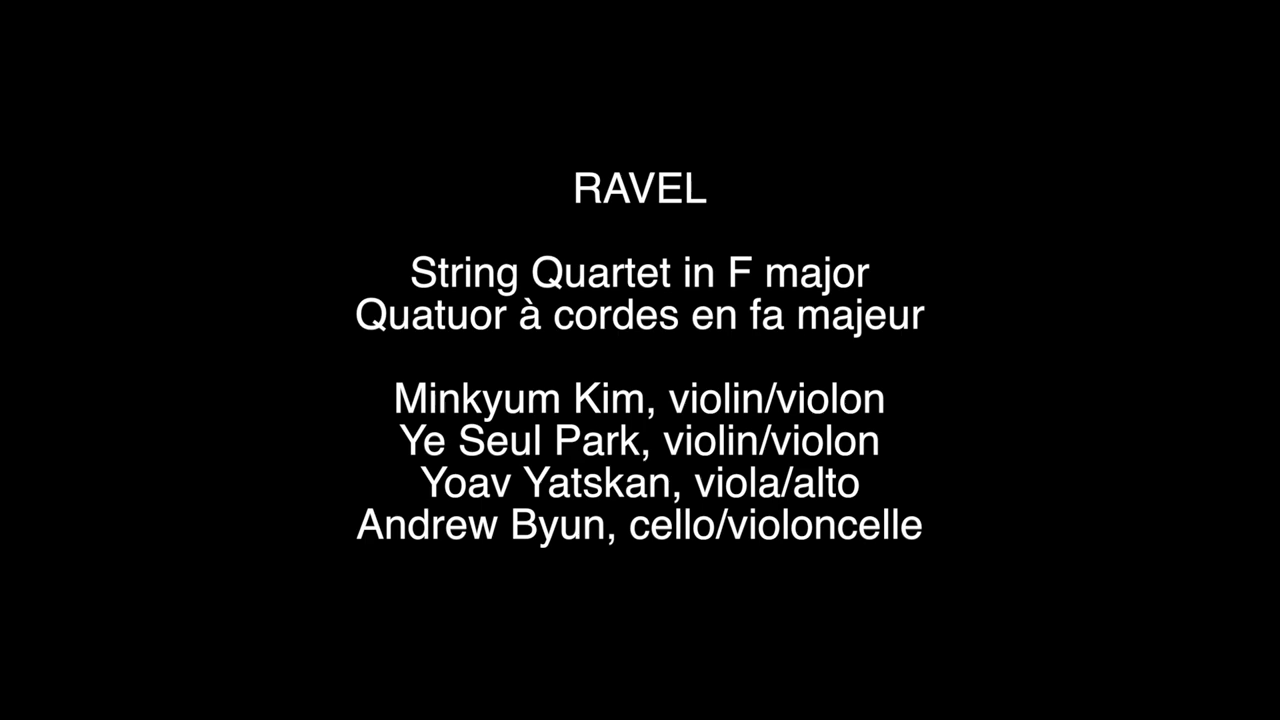 RAVEL
String Quartet in F major
Quatuor à cordes en fa majeur
Minkyum Kim, violin/violon
Ye Seul Park, violin/violon
Yoav Yatskan, viola/alto
Andrew Byun, cello/violoncelle